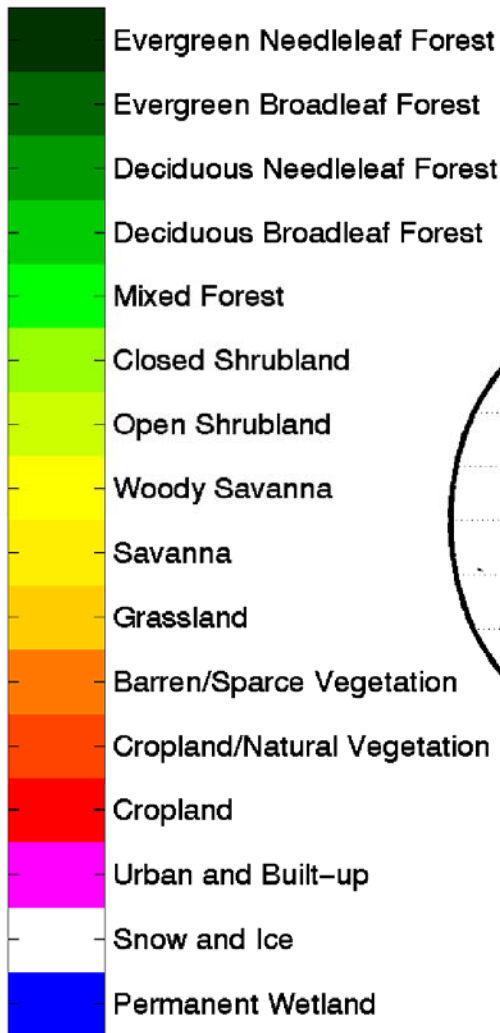 Evergreen Needleleaf Forest
Evergreen Broadleaf Forest
Deciduous Needleleaf Forest
Deciduous Broadleaf Forest
Mixed Forest
Closed Shrubland
Open Shrubland
Woody Savanna
Savanna
Grassland
Barren/Sparce Vegetation
Cropland/Natural Vegetation
Cropland
Urban and Built-up
Snow and Ice
Permanent Wetland